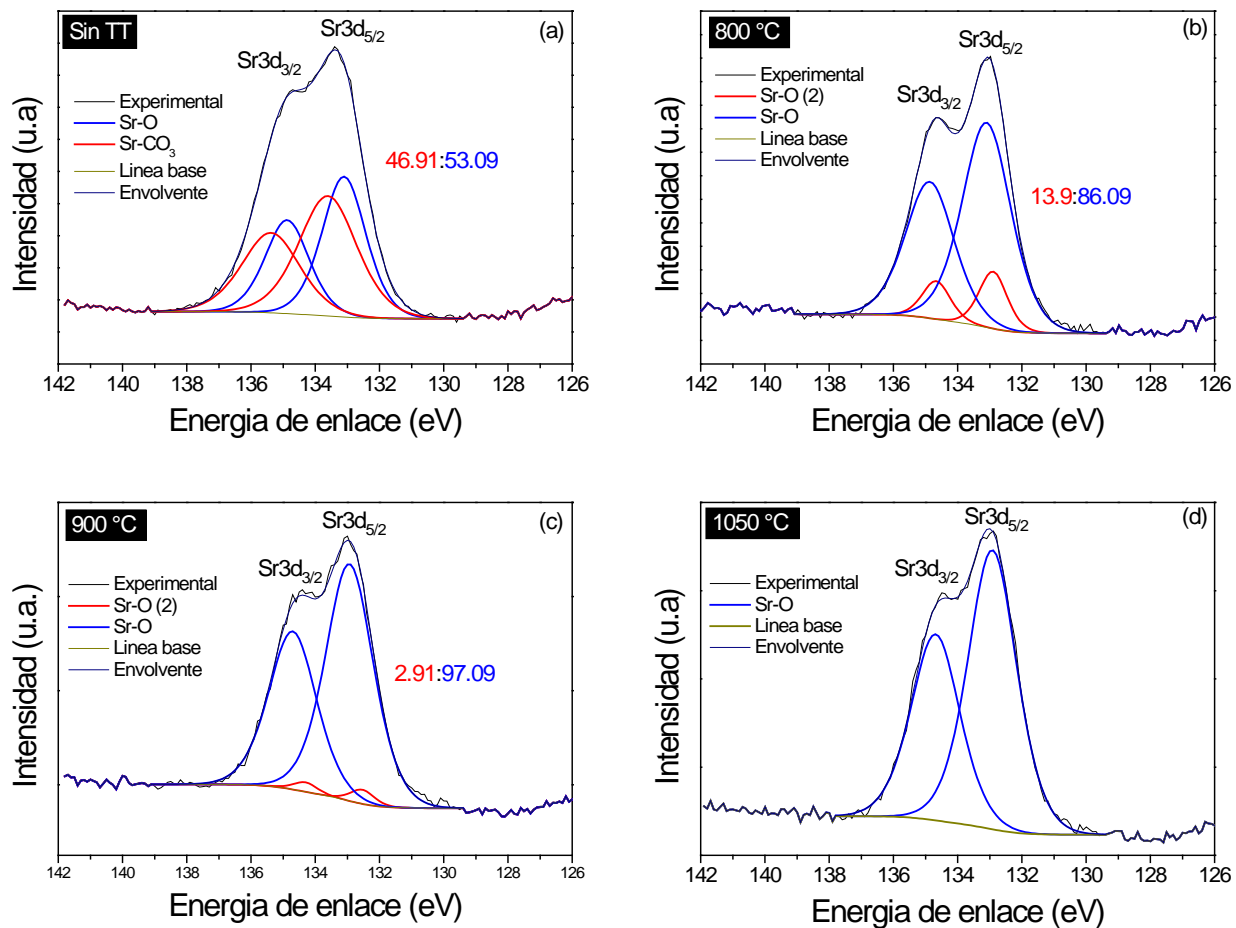 Sin TT
(a)
Sr3d5/2
Sr3d3/2
Experimental
Sr-O
Sr-CO3
Linea base
Envolvente
46.91:53.09
Intensidad (u.a)
142 140 138 136 134 132 130 128 126
Energia de enlace (eV)
800 °C
(b)
Sr3d5/2
Sr3d3/2
Experimental
Sr-O (2)
Sr-O
Linea base
Envolvente
13.9:86.09
Intensidad (u.a)
142 140 138 136 134 132 130 128 126
Energia de enlace (eV)
900 °C
(c)
Sr3d5/2
Sr3d3/2
Experimental
Sr-O (2)
Sr-O
Linea base
Envolvente
2.91:97.09
Intensidad (u.a.)
142 140 138 136 134 132 130 128 126
Energia de enlace (eV)
1050 °C
(d)
Sr3d5/2
Sr3d3/2
Experimental
Sr-O
Linea base
Envolvente
Intensidad (u.a)
142 140 138 136 134 132 130 128 126
Energia de enlace (eV)